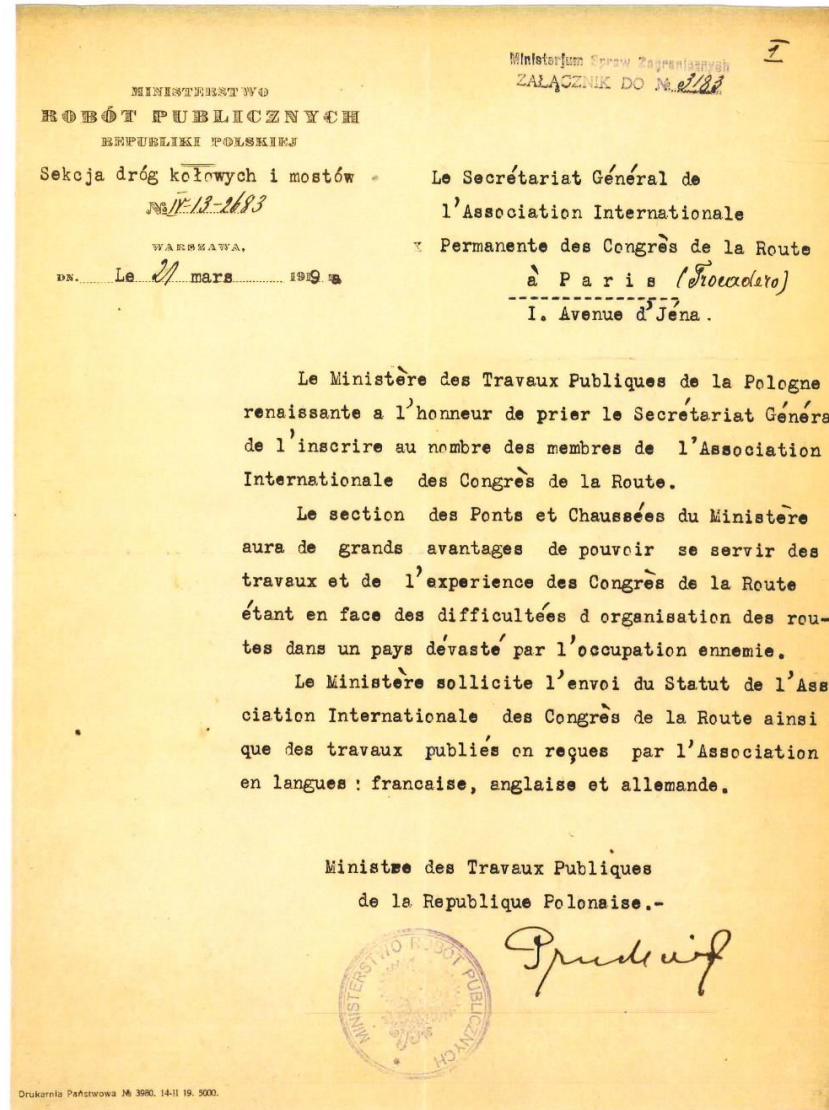 I
Ministerjum Spraw Zagranicznych
ZAŁĄCZNIK DO № 3183
MINISTERSTWO
ROBÓT PUBLICZNYCH
REPUBLIKI POLSKIEJ
Sekcja dróg kołowych i mostów
№ IV-13-2683
WARSZAWA,
DN. Le 21 mars 1919
Le Secrétariat Général de
l'Association Internationale
Permanente des Congrès de la Route
à Paris (Trocadero)
I. Avenue d'Jéna.
Le Ministère des Travaux Publiques de la Pologne
renaissante a l'honneur de prier le Secrétariat Généra
de l'inscrire au nombre des membres de l'Association
Internationale des Congrès de la Route.
Le section des Ponts et Chaussées du Ministère
aura de grands avantages de pouvoir se servir des
travaux et de l'experience des Congrès de la Route
étant en face des difficultées d organisation des rou-
tes dans un pays dévasté par l'occupation ennemie.
Le Ministère sollicite l'envoi du Statut de l'Ass
ciation Internationale des Congrès de la Route ainsi
que des travaux publiés on reçues par l'Association
en langues : francaise, anglaise et allemande.
Ministre des Travaux Publiques
de la Republique Polonaise.-
MINISTERSTWO ROBÓT PUBLICZNYCH
Drukarnia Państwowa № 3980. 14-II 19. 5000.